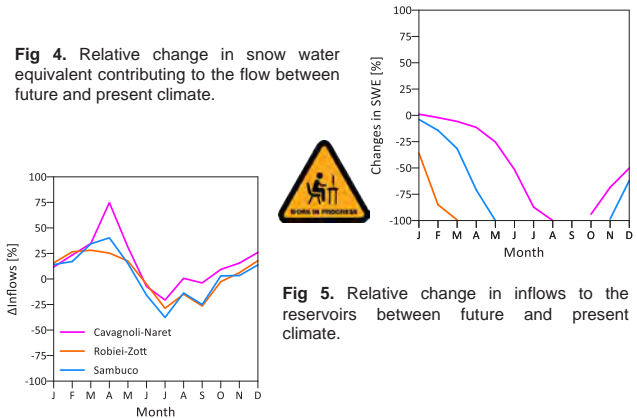 Fig 4. Relative change in snow water
equivalent contributing to the flow between
future and present climate.
100
75
50
25
0
-25
-50
-75
-100
Changes in SWE [%]
J F M A M J J A S O N D
Month
WORK IN PROGRESS
100
75
50
25
0
-25
-50
-75
-100
ΔInflows [%]
Cavagnoli-Naret
Robiei-Zott
Sambuco
J F M A M J J A S O N D
Month
Fig 5. Relative change in inflows to the
reservoirs between future and present
climate.